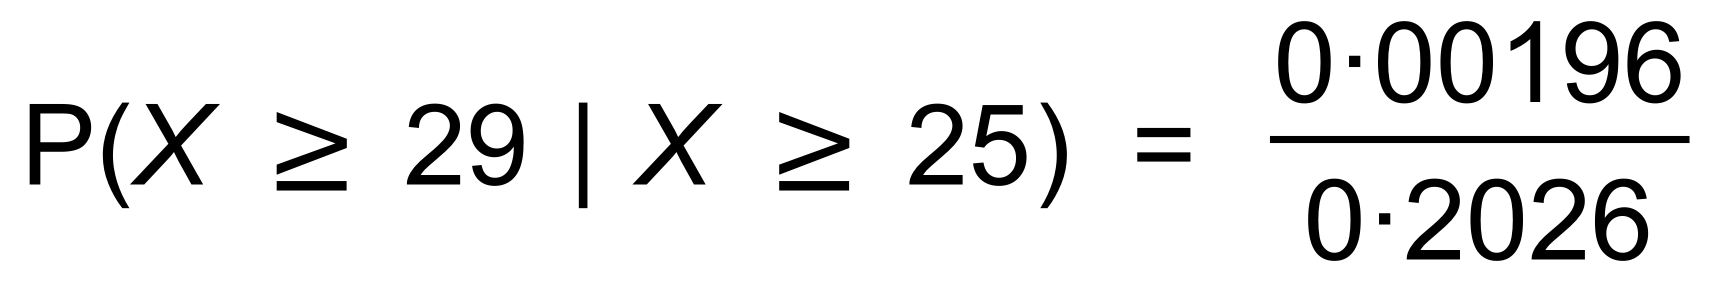 P(X ≥ 29 | X ≥ 25) = 0·00196
0·2026